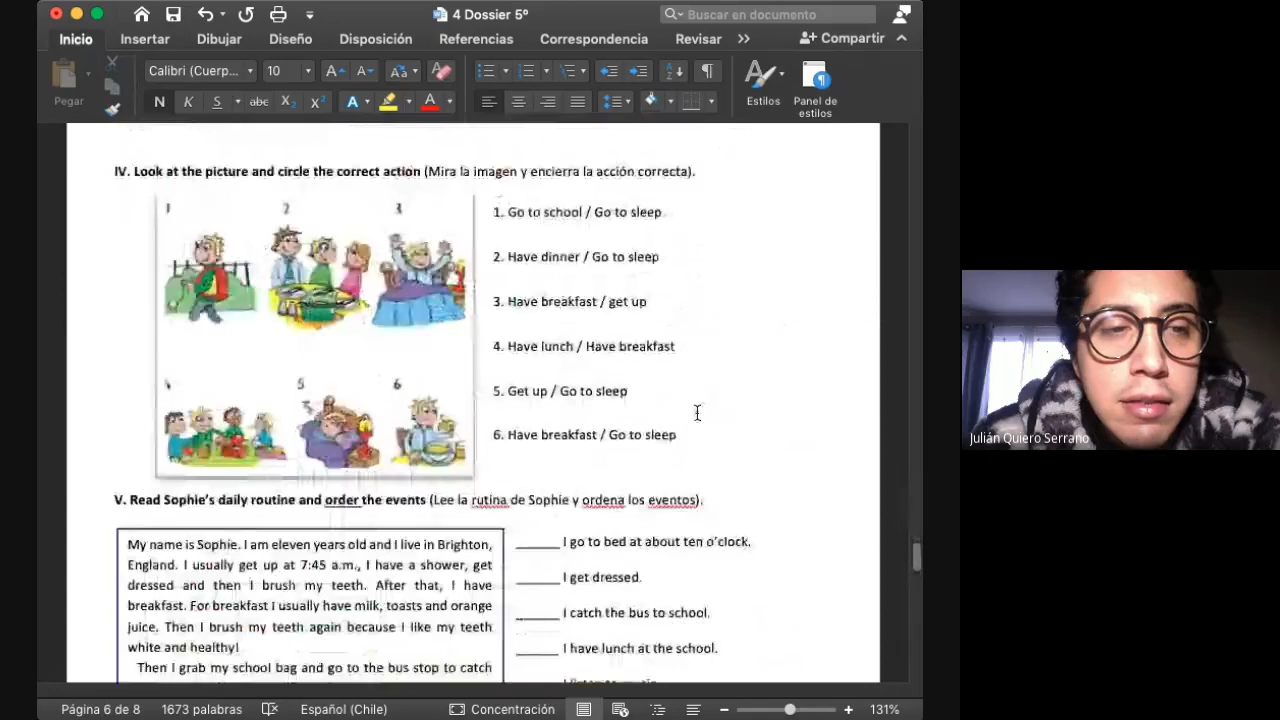 4 Dossier 5º
Buscar en documento
Inicio
Insertar
Dibujar
Diseño
Disposición
Referencias
Correspondencia
Revisar
Compartir
Pegar
Calibri (Cuerp...
10
N K S abc X₂ X²
Estilos
Panel de
estilos
IV. Look at the picture and circle the correct action (Mira la imagen y encierra la acción correcta).
1
2
3
5
6
1. Go to school / Go to sleep
2. Have dinner / Go to sleep
3. Have breakfast / get up
4. Have lunch / Have breakfast
5. Get up / Go to sleep
6. Have breakfast / Go to sleep
V. Read Sophie's daily routine and order the events (Lee la rutina de Sophie y ordena los eventos).
My name is Sophie. I am eleven years old and I live in Brighton,
England. I usually get up at 7:45 a.m., I have a shower, get
dressed and then I brush my teeth. After that, I have
breakfast. For breakfast I usually have milk, toasts and orange
juice. Then I brush my teeth again because I like my teeth
white and healthy!
Then I grab my school bag and go to the bus stop to catch
______ I go to bed at about ten o'clock.
______ I get dressed.
______ I catch the bus to school.
______ I have lunch at the school.
Página 6 de 8
1673 palabras
Español (Chile)
Concentración
131%
Julián Quiero Serrano